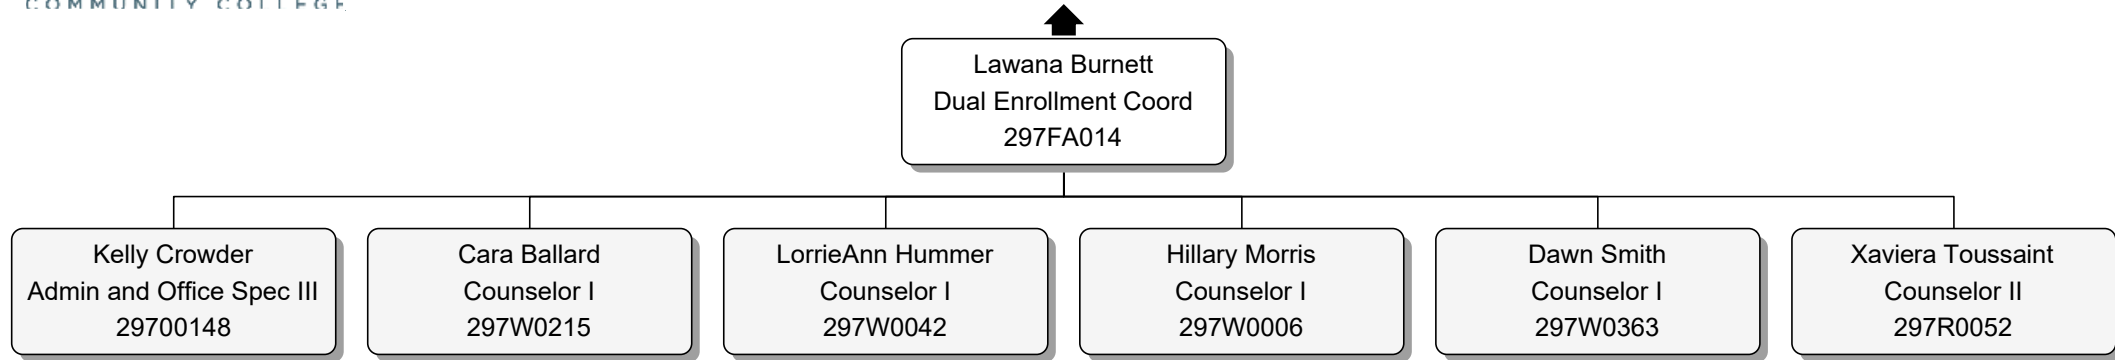 COMMUNITY COLLEGE
Lawana Burnett
Dual Enrollment Coord
297FA014
Kelly Crowder
Admin and Office Spec III
29700148
Cara Ballard
Counselor I
297W0215
LorrieAnn Hummer
Counselor I
297W0042
Hillary Morris
Counselor I
297W0006
Dawn Smith
Counselor I
297W0363
Xaviera Toussaint
Counselor II
297R0052